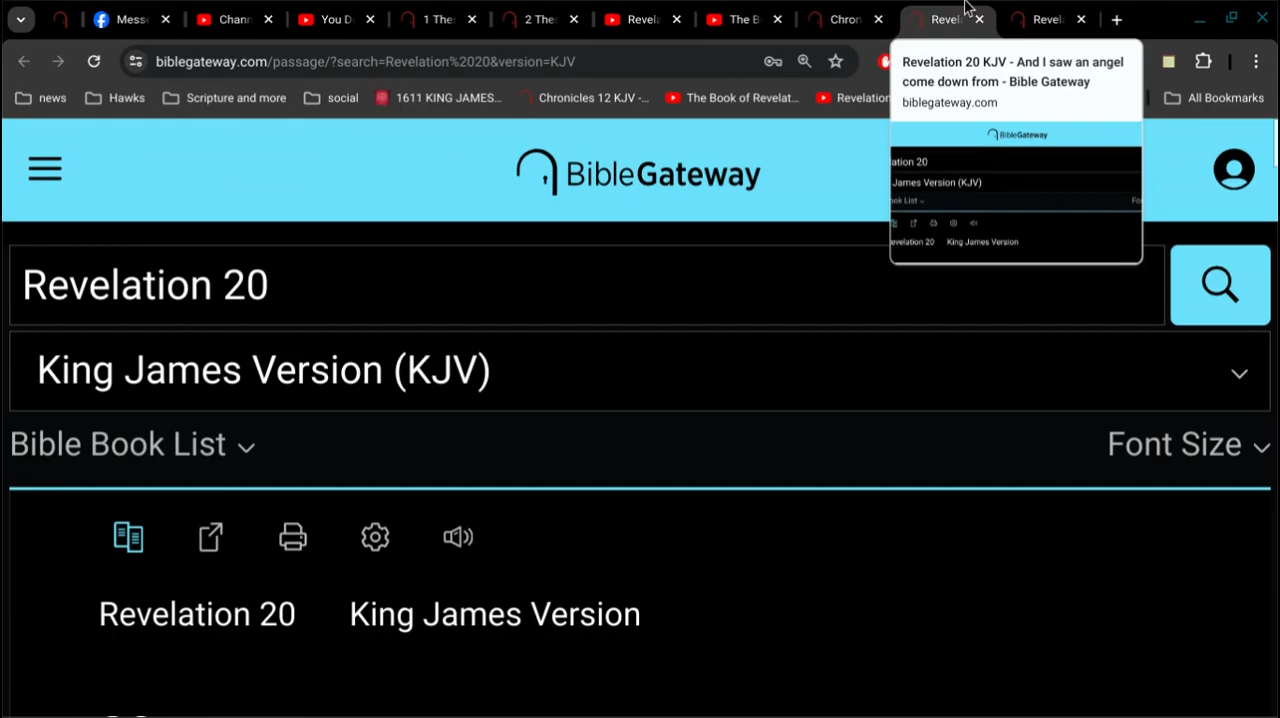 Mess
Chann
You D
1 The
2 The
Revela
The B
Chron
Revel
Revel
biblegateway.com/passage/?search=Revelation%2020&version=KJV
news
Hawks
Scripture and more
social
1611 KING JAMES...
Chronicles 12 KJV -...
The Book of Revelat...
Revelation
All Bookmarks
Revelation 20 KJV - And I saw an angel
come down from - Bible Gateway
biblegateway.com
BibleGateway
ation 20
James Version (KJV)
ok List
Fo
evelation 20 King James Version
BibleGateway
Revelation 20
King James Version (KJV)
Bible Book List
Font Size
Revelation 20 King James Version